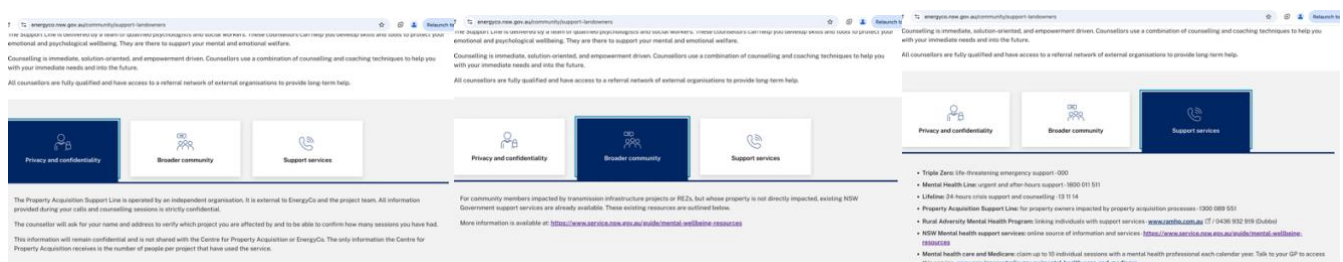 energyco.nsw.gov.au/community/support-landowners
Relaunch to
The Support Line is delivered by a team of qualified psychologists and social workers. These counsellors can help you develop skills and tools to protect your
emotional and psychological wellbeing. They are there to support your mental and emotional welfare.
Counselling is immediate, solution-oriented, and empowerment driven. Counsellors use a combination of counselling and coaching techniques to help you
with your immediate needs and into the future.
All counsellors are fully qualified and have access to a referral network of external organisations to provide long-term help.
Privacy and confidentiality
Broader community
Support services
The Property Acquisition Support Line is operated by an independent organisation. It is external to EnergyCo and the project team. All information
provided during your calls and counselling sessions is strictly confidential.
The counsellor will ask for your name and address to verify which project you are affected by and to be able to confirm how many sessions you have had.
This information will remain confidential and is not shared with the Centre for Property Acquisition or EnergyCo. The only information the Centre for
Property Acquisition receives is the number of people per project that have used the service.
energyco.nsw.gov.au/community/support-landowners
Relaunch to
The Support Line is delivered by a team of qualified psychologists and social workers. These counsellors can help you develop skills and tools to protect your
emotional and psychological wellbeing. They are there to support your mental and emotional welfare.
Counselling is immediate, solution-oriented, and empowerment driven. Counsellors use a combination of counselling and coaching techniques to help you
with your immediate needs and into the future.
All counsellors are fully qualified and have access to a referral network of external organisations to provide long-term help.
Privacy and confidentiality
Broader community
Support services
For community members impacted by transmission infrastructure projects or REZs, but whose property is not directly impacted, existing NSW
Government support services are already available. These existing resources are outlined below.
More information is available at: https://www.service.nsw.gov.au/guide/mental-wellbeing-resources
energyco.nsw.gov.au/community/support-landowners
Relaunch to
Counselling is immediate, solution-oriented, and empowerment driven. Counsellors use a combination of counselling and coaching techniques to help you
with your immediate needs and into the future.
All counsellors are fully qualified and have access to a referral network of external organisations to provide long-term help.
Privacy and confidentiality
Broader community
Support services
• Triple Zero: life-threatening emergency support - 000
• Mental Health Line: urgent and after-hours support - 1800 011 511
• Lifeline: 24-hours crisis support and counselling - 13 11 14
• Property Acquisition Support Line: for property owners impacted by property acquisition processes - 1300 089 551
• Rural Adversity Mental Health Program: linking individuals with support services - www.ramhp.com.au / 0436 932 919 (Dubbo)
• NSW Mental health support services: online source of information and services - https://www.service.nsw.gov.au/guide/mental-wellbeing-
resources
• Mental health care and Medicare: claim up to 10 individual sessions with a mental health professional each calendar year. Talk to your GP to access